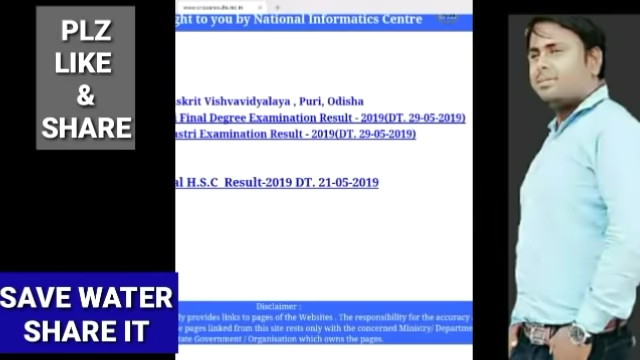 PLZ
LIKE
&
SHARE
ght to you by National Informatics Centre
skrit Vishvavidyalaya , Puri, Odisha
i Final Degree Examination Result - 2019(DT. 29-05-2019)
astri Examination Result - 2019(DT. 29-05-2019)
al H.S.C Result-2019 DT. 21-05-2019
SAVE WATER
SHARE IT
Disclaimer :
ly provides links to pages of the Websites . The responsibility for the accuracy
e pages linked from this site rests only with the concerned Ministry/ Departme
tate Government / Organisation which owns the pages.